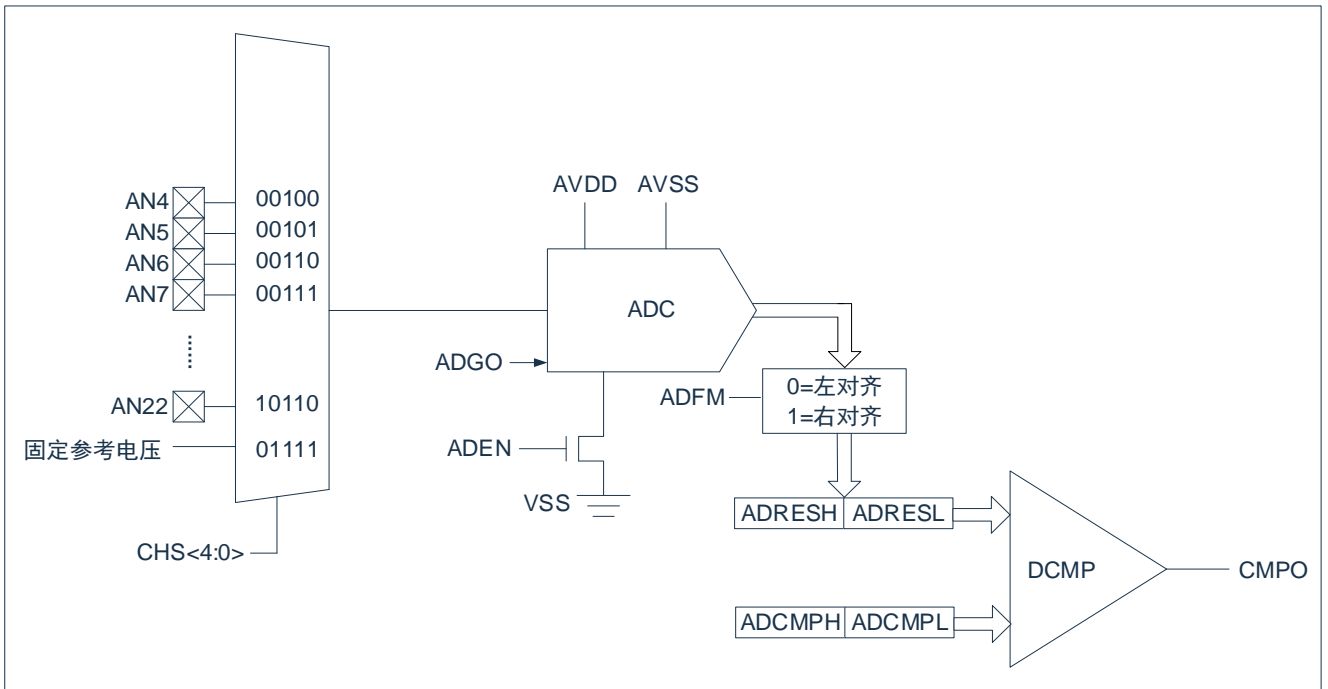 AVDD AVSS
AN4 00100
AN5 00101
AN6 00110
AN7 00111
ADC
ADGO
ADFM 0=左对齐
1=右对齐
AN22 10110
固定参考电压 01111
ADEN
VSS
ADRESH ADRESL
CHS<4:0>
DCMP CMPO
ADCMPH ADCMPL